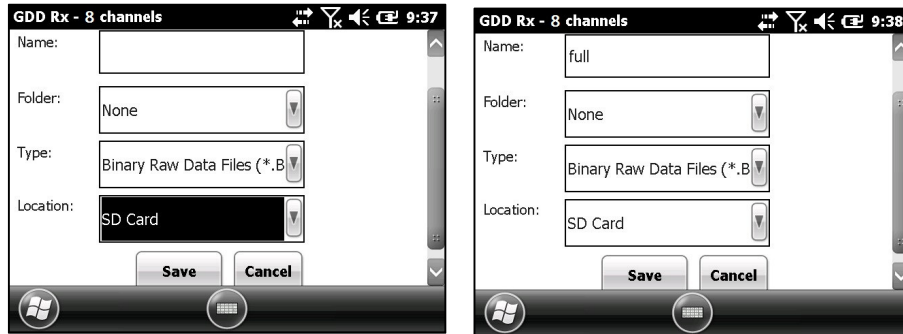 GDD Rx - 8 channels 9:37
Name:
Folder: None
Type: Binary Raw Data Files (*.B
Location: SD Card
Save Cancel
GDD Rx - 8 channels 9:38
Name: full
Folder: None
Type: Binary Raw Data Files (*.B
Location: SD Card
Save Cancel